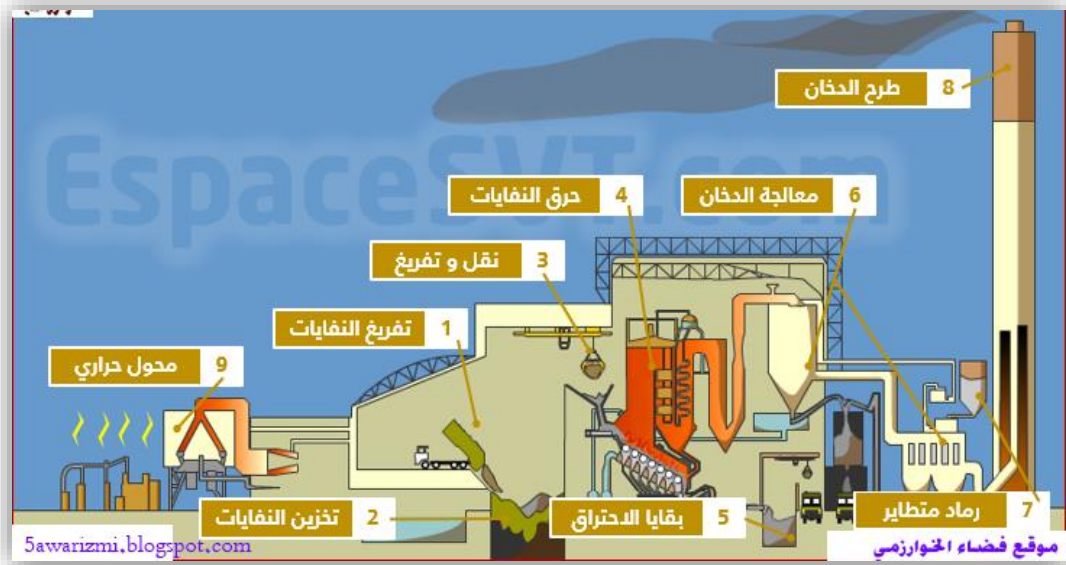 8 طرح الدخان
EspaceSVT.com
4 حرق النفايات
6 معالجة الدخان
3 نقل و تفريغ
1 تفريغ النفايات
9 محول حراري
2 تخزين النفايات
5 بقايا الاحتراق
7 رماد متطاير
5awarizmi.blogspot.com
موقع فضاء الخوارزمي